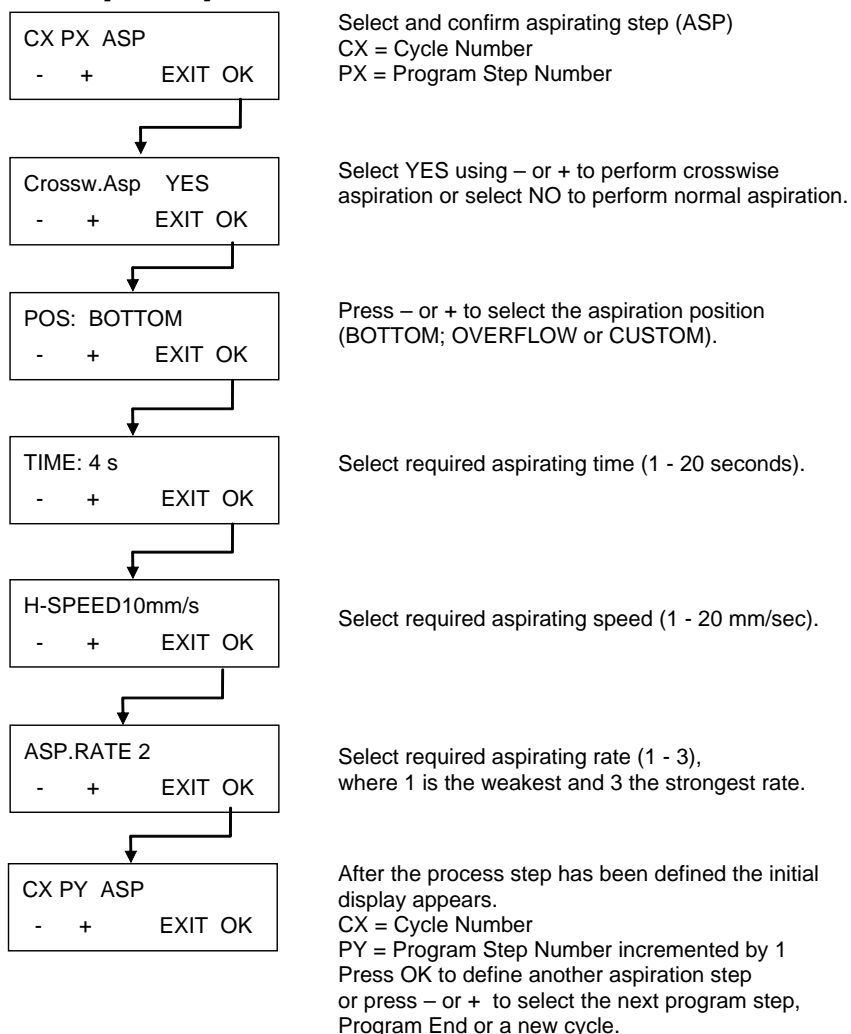 CX PX ASP
- + EXIT OK
Select and confirm aspirating step (ASP)
CX = Cycle Number
PX = Program Step Number
Crossw.Asp YES
- + EXIT OK
Select YES using – or + to perform crosswise
aspiration or select NO to perform normal aspiration.
POS: BOTTOM
- + EXIT OK
Press – or + to select the aspiration position
(BOTTOM; OVERFLOW or CUSTOM).
TIME: 4 s
- + EXIT OK
Select required aspirating time (1 - 20 seconds).
H-SPEED10mm/s
- + EXIT OK
Select required aspirating speed (1 - 20 mm/sec).
ASP.RATE 2
- + EXIT OK
Select required aspirating rate (1 - 3),
where 1 is the weakest and 3 the strongest rate.
CX PY ASP
- + EXIT OK
After the process step has been defined the initial
display appears.
CX = Cycle Number
PY = Program Step Number incremented by 1
Press OK to define another aspiration step
or press – or + to select the next program step,
Program End or a new cycle.